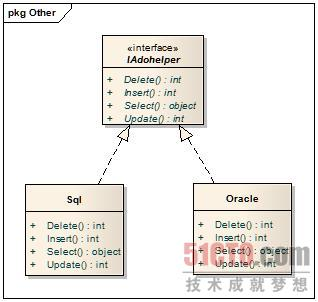 pkg Other
«interface»
IAdohelper
+ Delete() : int
+ Insert() : int
+ Select() : object
+ Update() : int
Sql
+ Delete() : int
+ Insert() : int
+ Select() : object
+ Update() : int
Oracle
+ Delete() : int
+ Insert() : int
+ Select() : object
+ Update() : int
51CTO.com
技术成就梦想